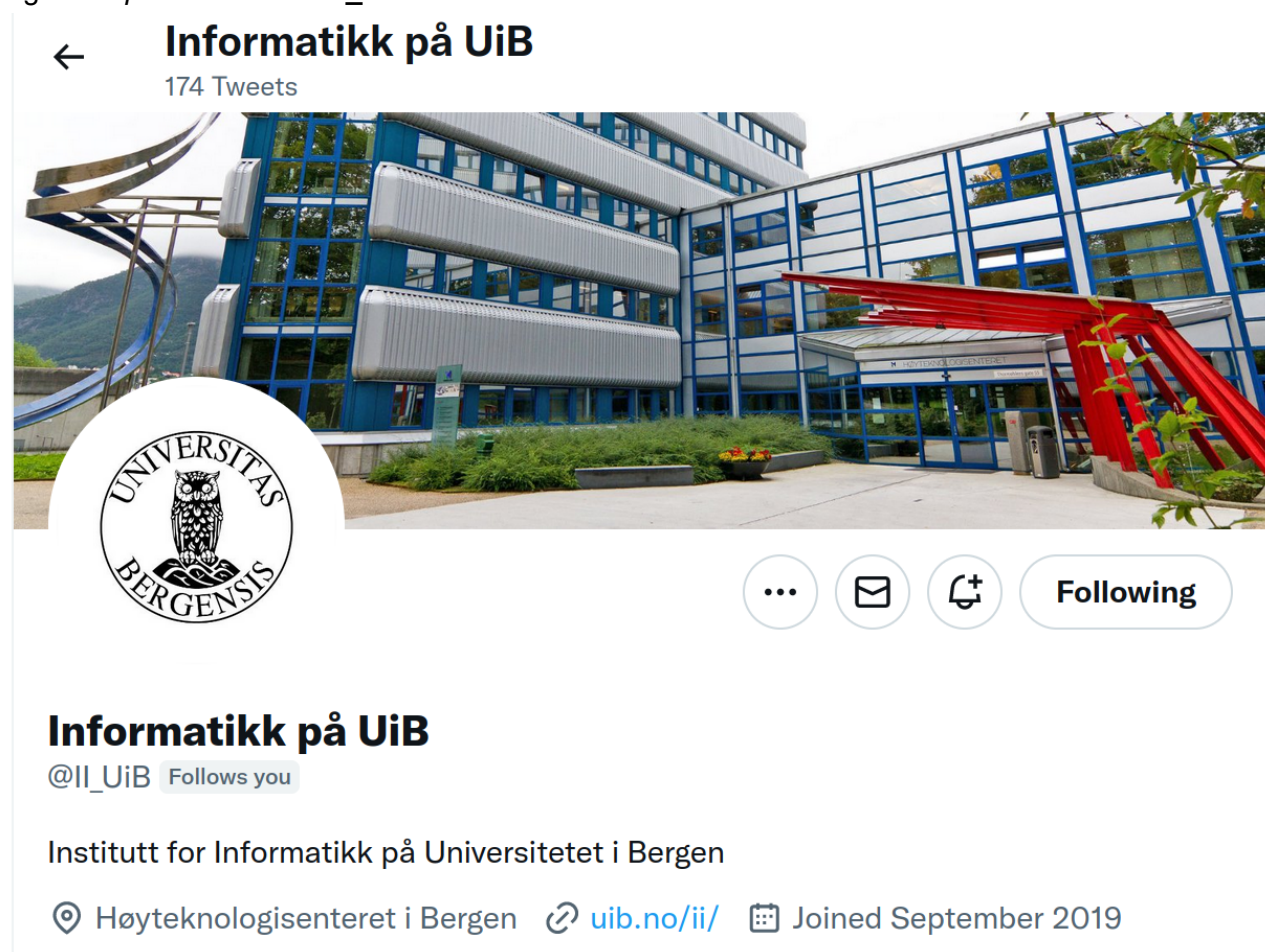 Informatikk på UiB
174 Tweets
HØYTEKNOLOGISENTERET
UNIVERSITAS
BERGENSIS
Following
Informatikk på UiB
@II_UiB Follows you
Institutt for Informatikk på Universitetet i Bergen
Høyteknologisenteret i Bergen uib.no/ii/ Joined September 2019